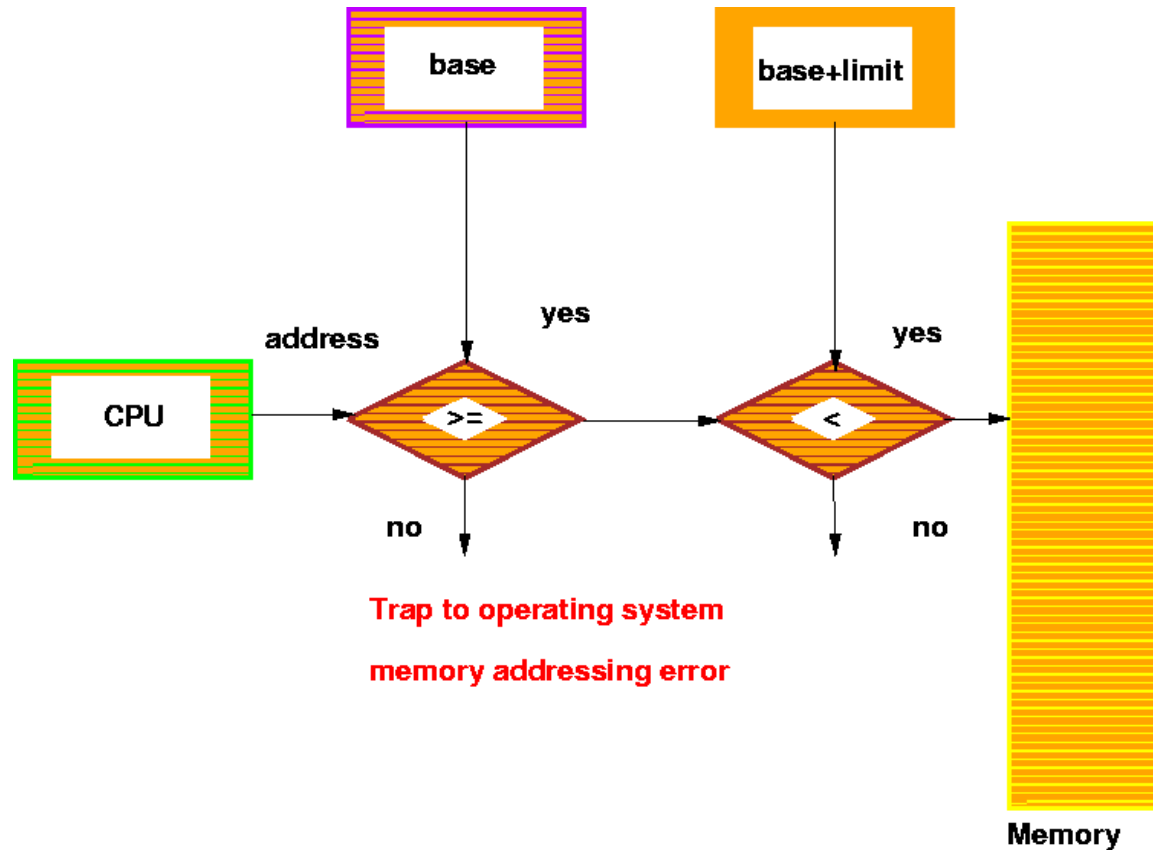 base
base+limit
yes
address
yes
CPU
>=
<
no
no
Trap to operating system
memory addressing error
Memory